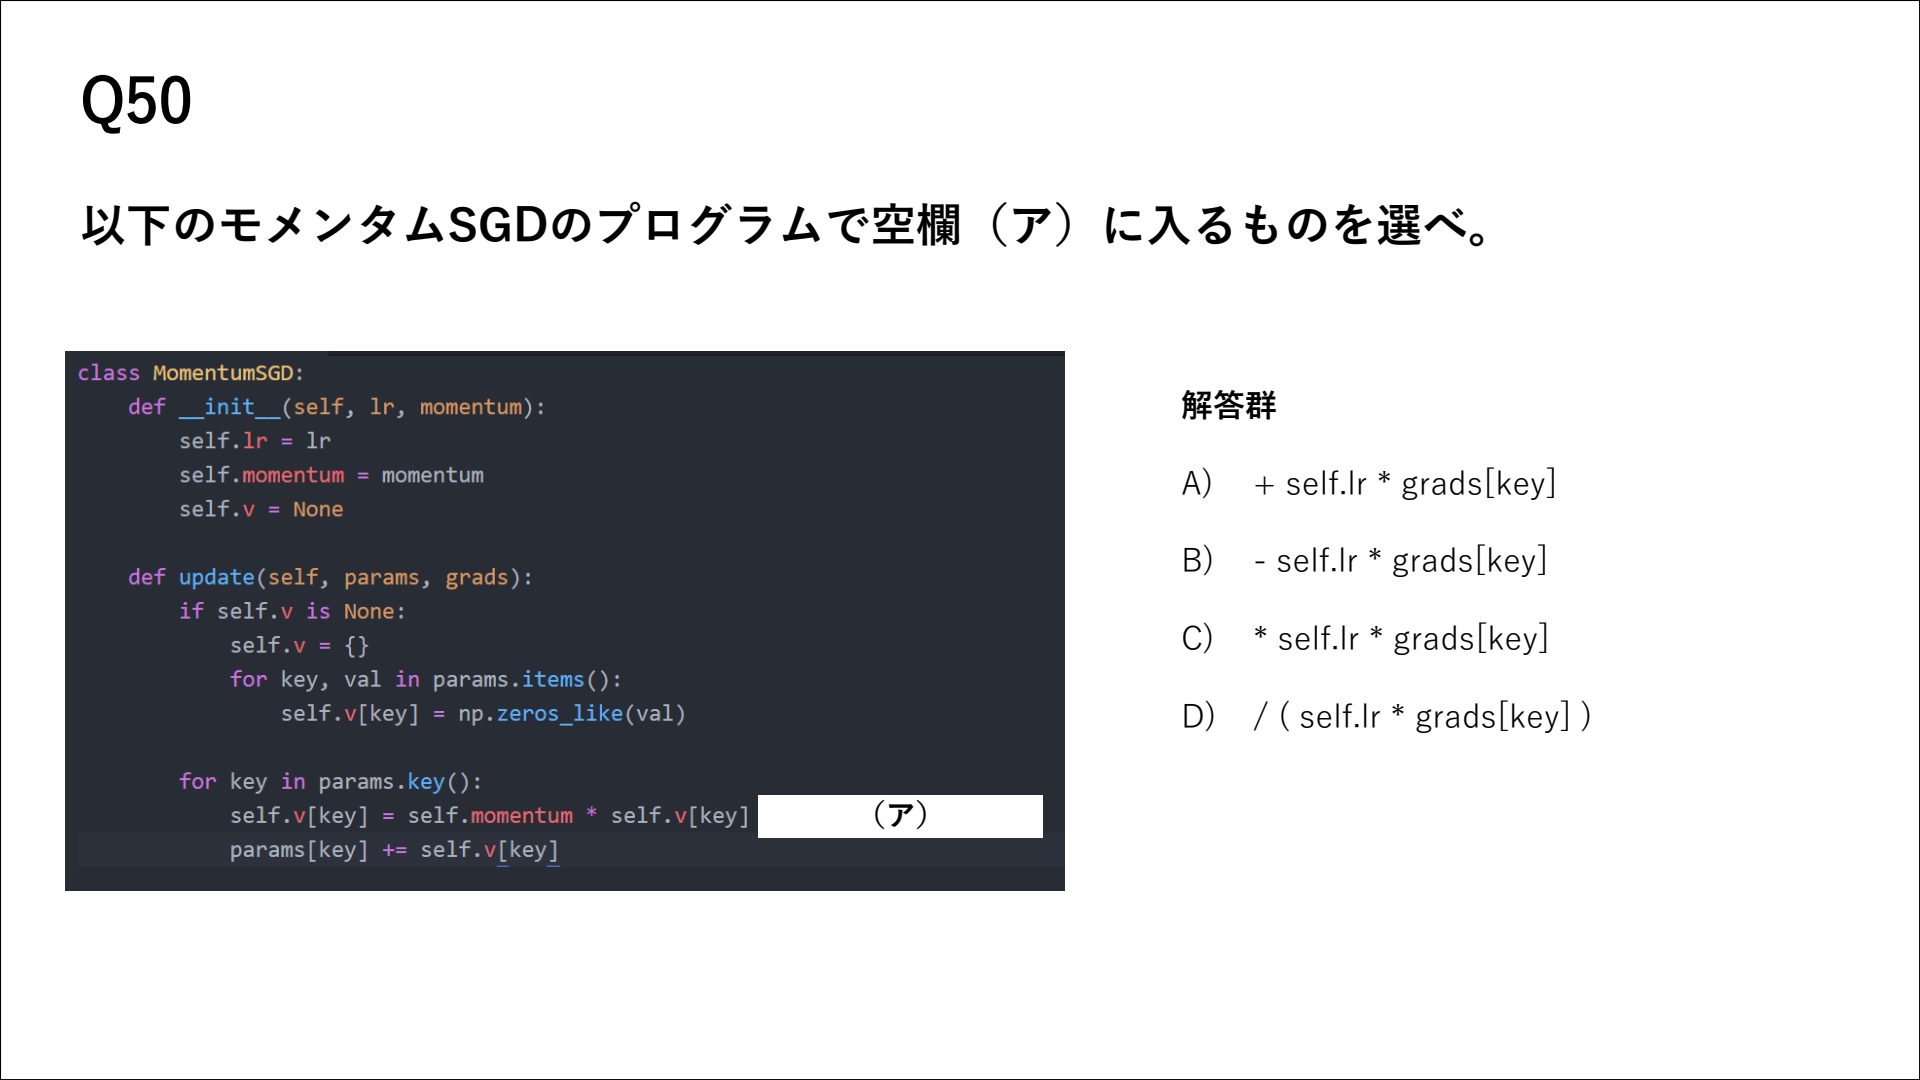 Q50
以下のモメンタムSGDのプログラムで空欄（ア）に入るものを選べ。
class MomentumSGD:
    def __init__(self, lr, momentum):
        self.lr = lr
        self.momentum = momentum
        self.v = None
    def update(self, params, grads):
        if self.v is None:
            self.v = {}
            for key, val in params.items():
                self.v[key] = np.zeros_like(val)
        for key in params.key():
            self.v[key] = self.momentum * self.v[key] （ア）
            params[key] += self.v[key]
解答群
A) + self.lr * grads[key]
B) - self.lr * grads[key]
C) * self.lr * grads[key]
D) / ( self.lr * grads[key] )